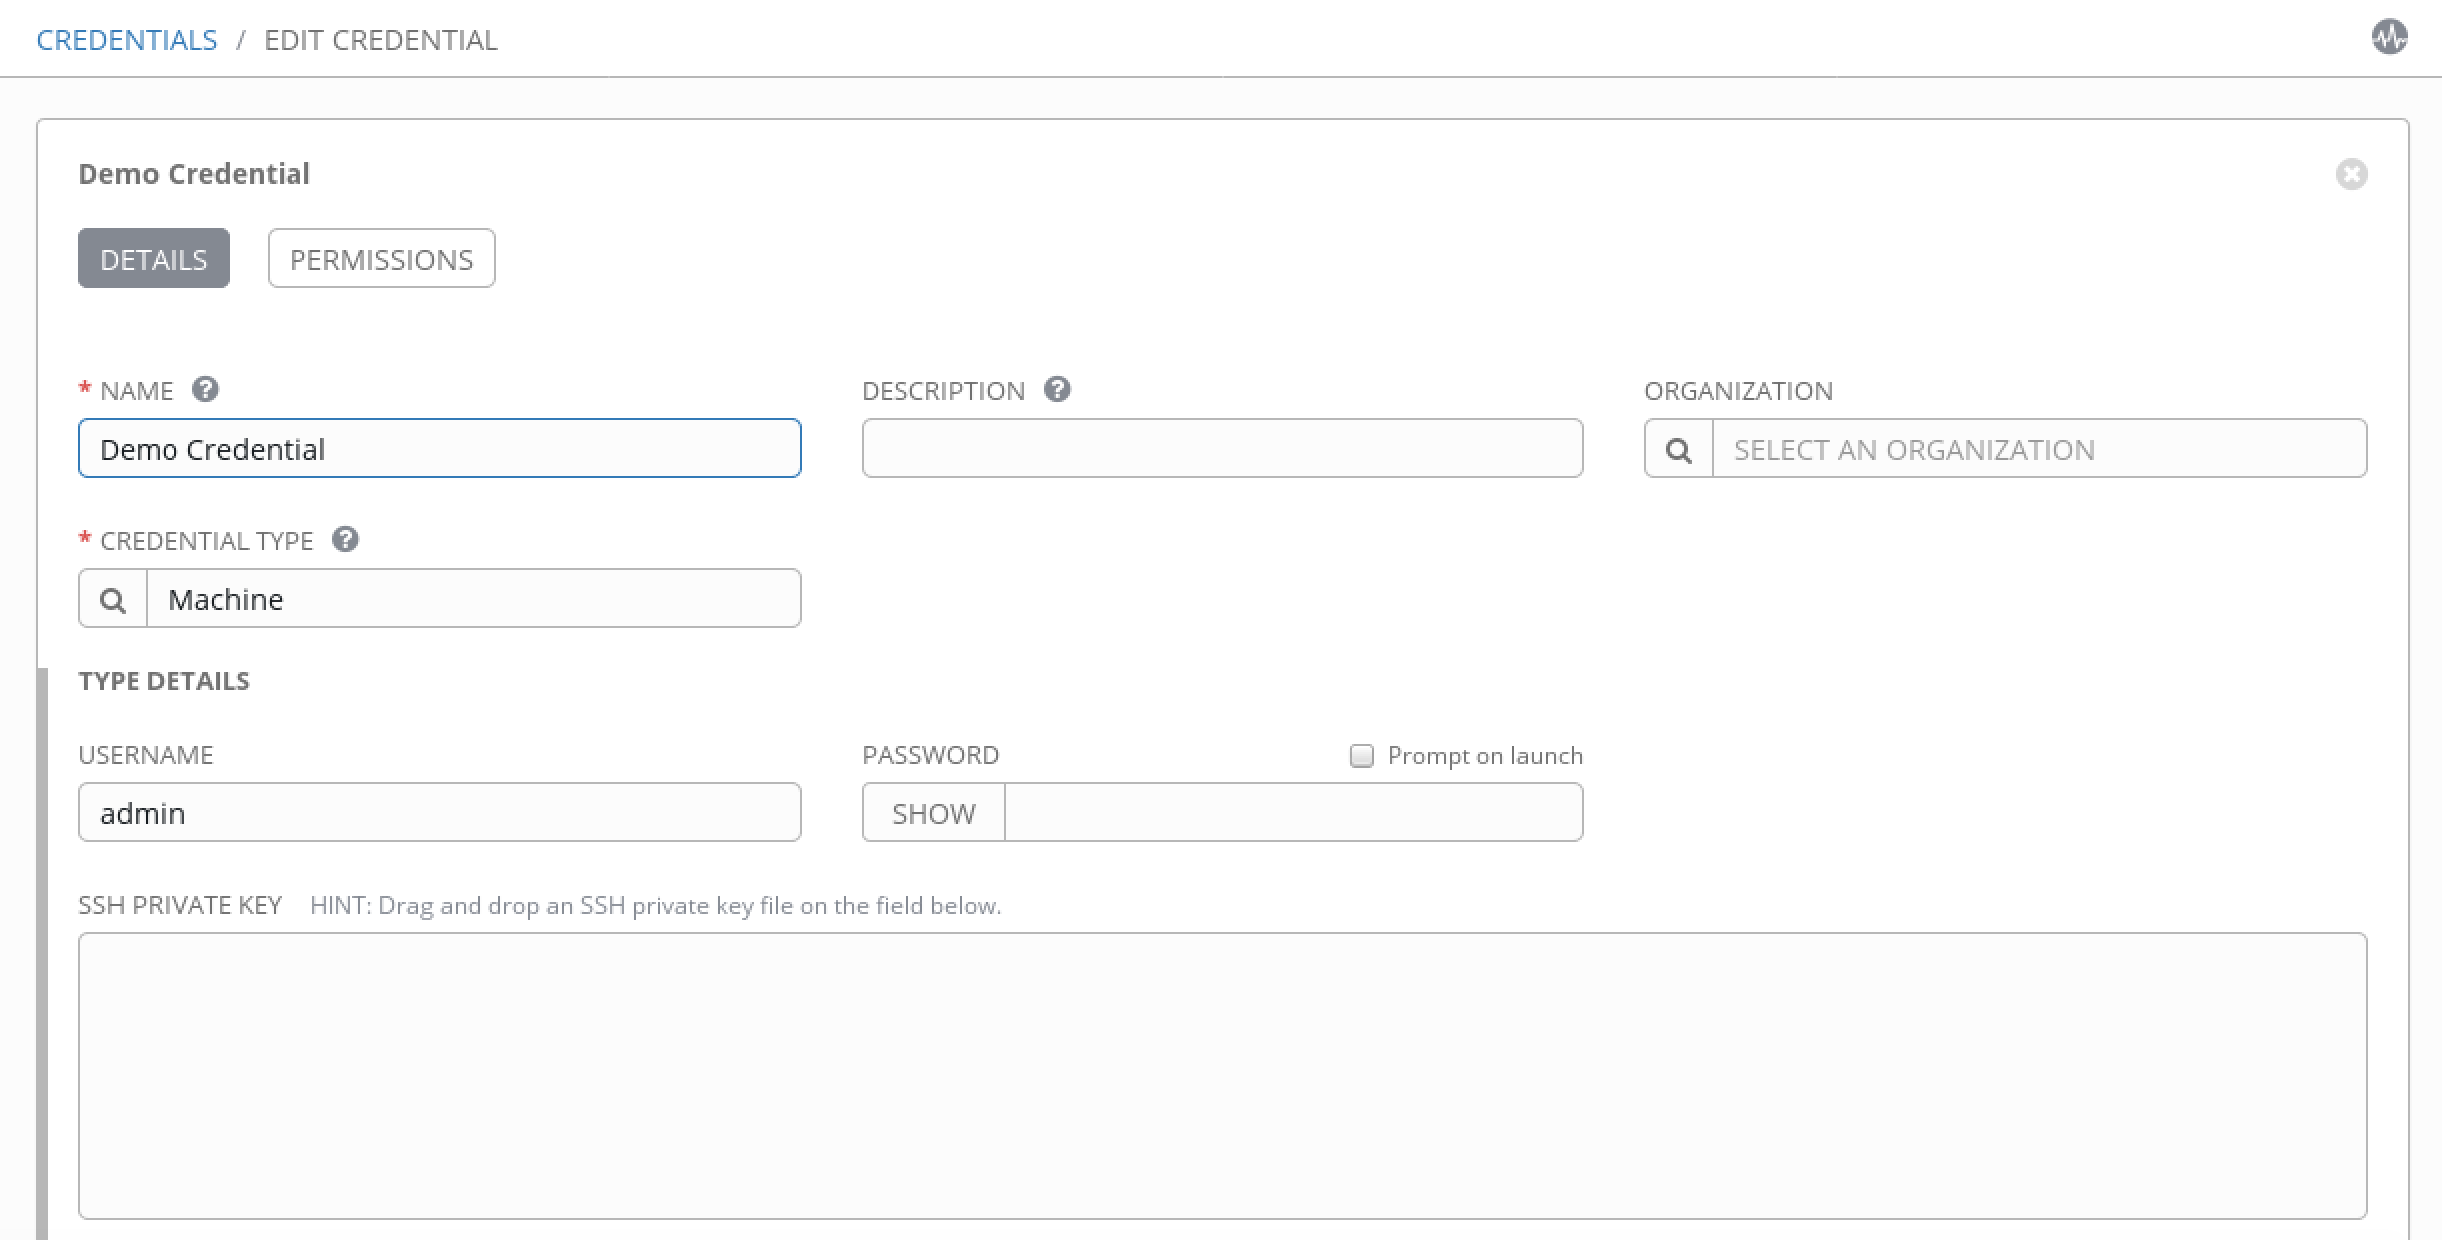 CREDENTIALS / EDIT CREDENTIAL
Demo Credential
DETAILS PERMISSIONS
* NAME ? DESCRIPTION ? ORGANIZATION
Demo Credential SELECT AN ORGANIZATION
* CREDENTIAL TYPE ?
Machine
TYPE DETAILS
USERNAME PASSWORD Prompt on launch
admin SHOW
SSH PRIVATE KEY HINT: Drag and drop an SSH private key file on the field below.